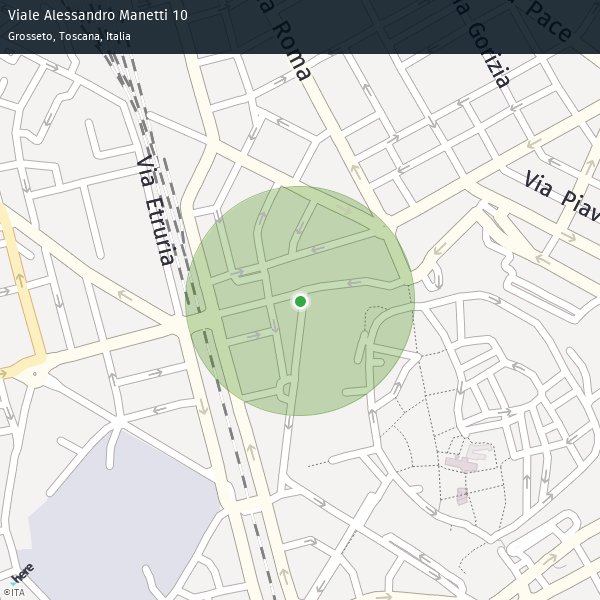 Viale Alessandro Manetti 10
Grosseto, Toscana, Italia
Pace
Roma
Gorizia
Via Etruria
Via Piav
here
©ITA